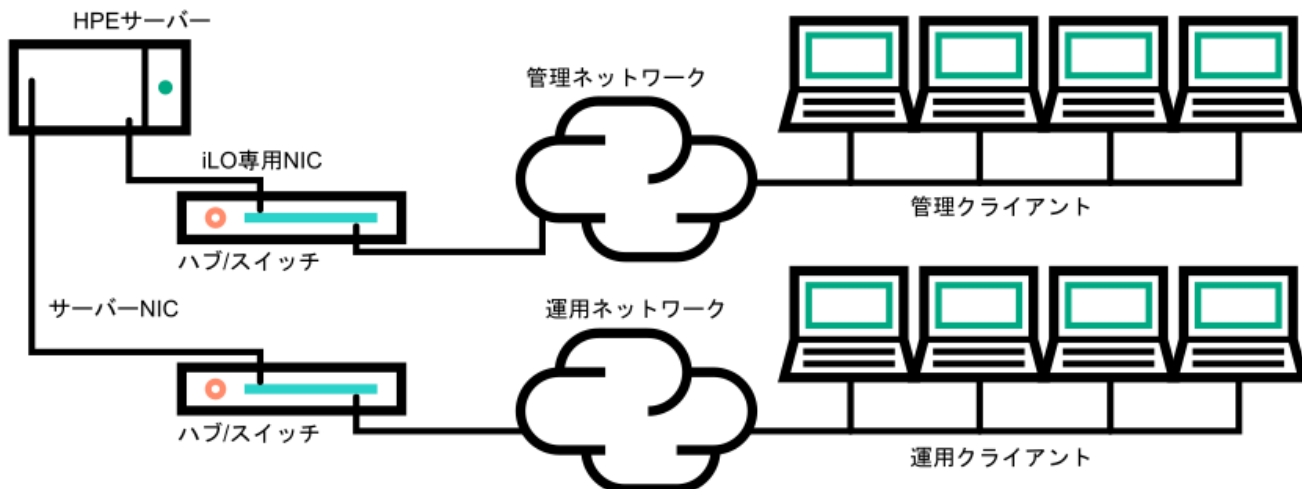 HPEサーバー
管理ネットワーク
iLO専用NIC
管理クライアント
ハブ/スイッチ
サーバーNIC
運用ネットワーク
ハブ/スイッチ
運用クライアント